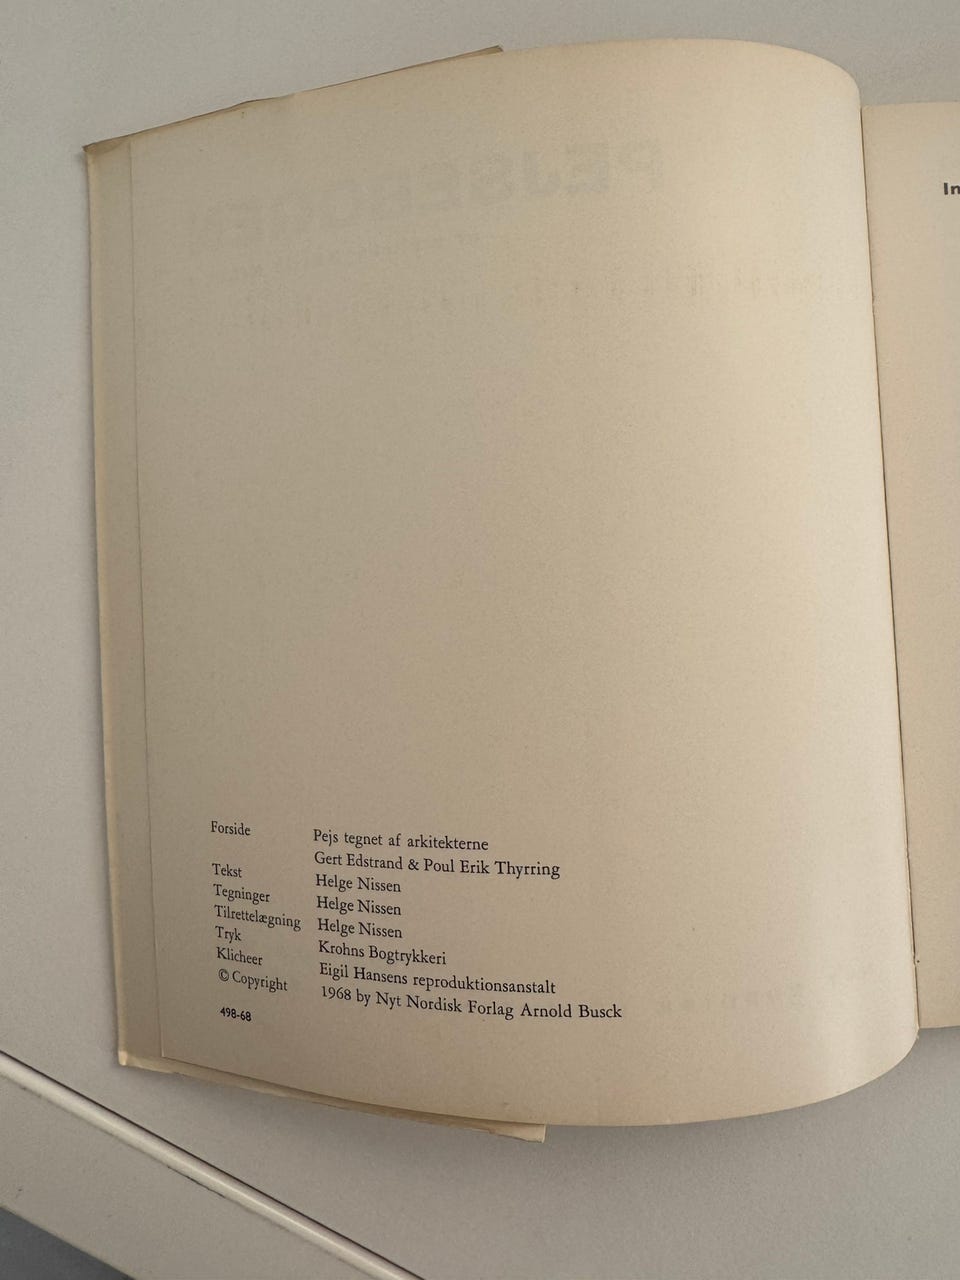 Forside Pejs tegnet af arkitekterne
Gert Edstrand & Poul Erik Thyrring
Tekst Helge Nissen
Tegninger Helge Nissen
Tilrettelægning Helge Nissen
Tryk Krohns Bogtrykkeri
Klicheer Eigil Hansens reproduktionsanstalt
© Copyright 1968 by Nyt Nordisk Forlag Arnold Busck
498-68
In